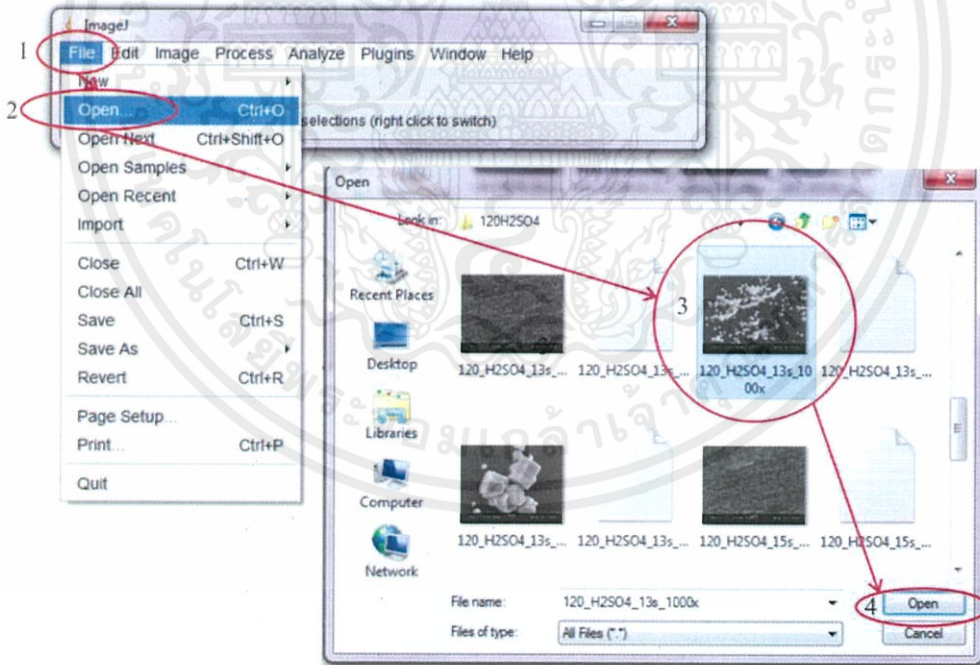 ImageJ
1
File Edit Image Process Analyze Plugins Window Help
New
2
Open... Ctrl+O
selections (right click to switch)
Open Next Ctrl+Shift+O
Open Samples
Open Recent
Import
Close Ctrl+W
Close All
Save Ctrl+S
Save As
Revert Ctrl+R
Page Setup...
Print... Ctrl+P
Quit
Open
Look in: 120H2SO4
Recent Places
Desktop
Libraries
Computer
Network
3
120_H2SO4_13s_... 120_H2SO4_13s_... 120_H2SO4_13s_10 120_H2SO4_13s_...
00x
120_H2SO4_13s_... 120_H2SO4_13s_... 120_H2SO4_15s_... 120_H2SO4_15s_...
File name: 120_H2SO4_13s_1000x
4
Open
Files of type: All Files (*.*)
Cancel